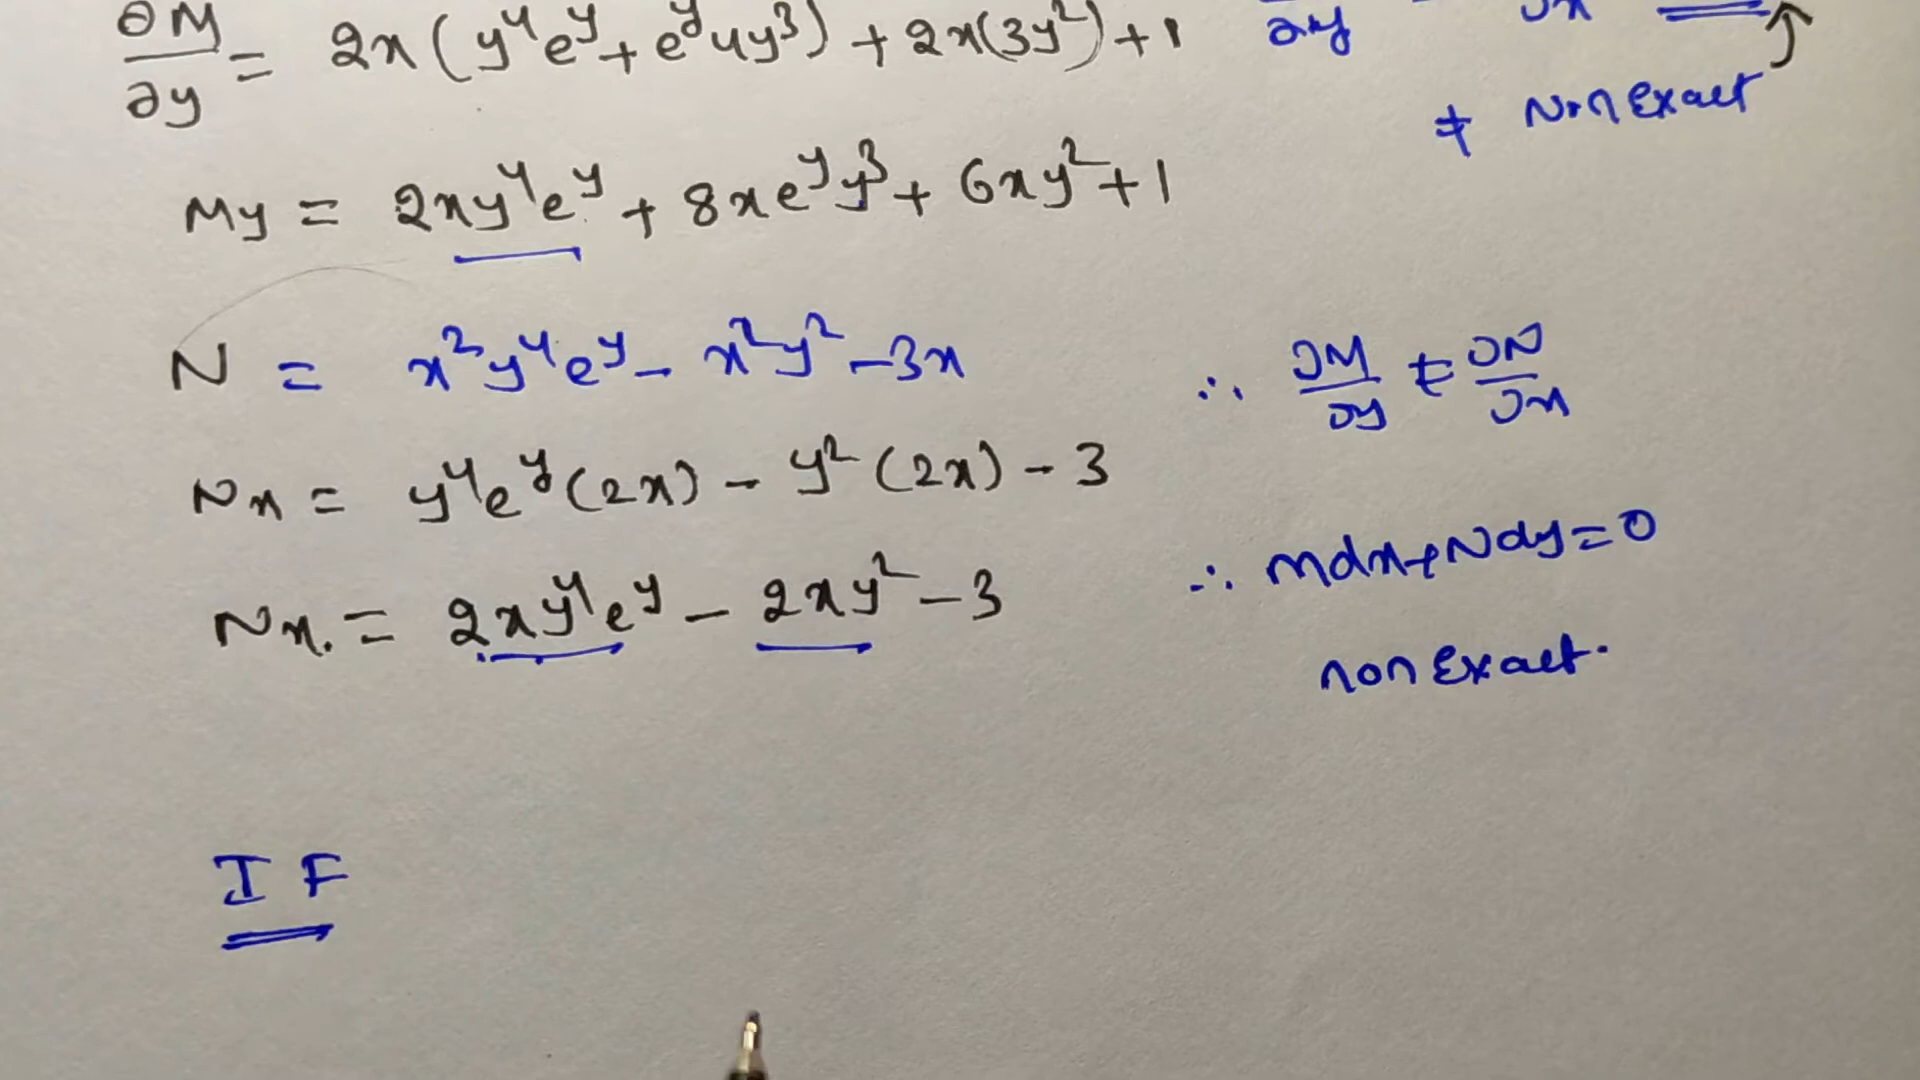 ∂M/∂y = 2x(y⁴eʸ + eʸ4y³) + 2x(3y²) + 1
∂y ∂x
≠ Non Exact
My = 2xy⁴eʸ + 8xeʸy³ + 6xy² + 1
N = x²y⁴eʸ - x²y² - 3x
∴ ∂M/∂y ≠ ∂N/∂x
Nx = y⁴eʸ(2x) - y²(2x) - 3
Nx. = 2xy⁴eʸ - 2xy² - 3
∴ mdx+Ndy=0
non Exact.
I F